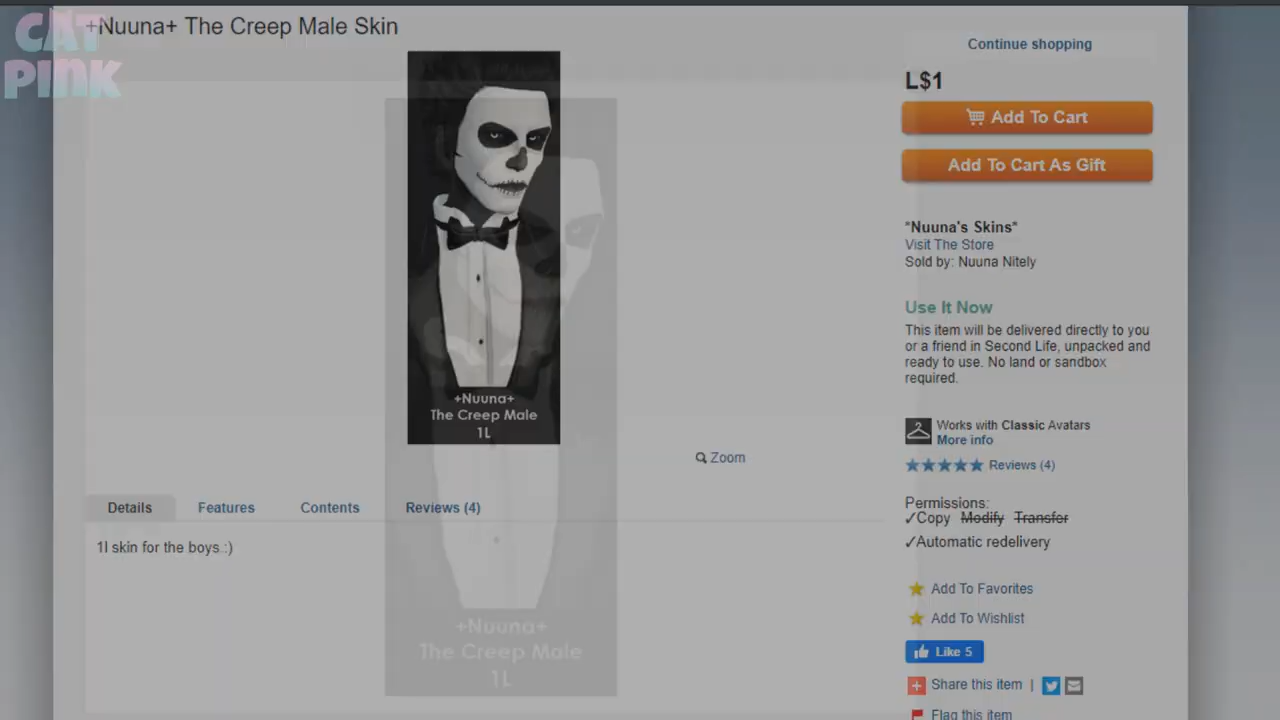 CAT
PINK
+Nuuna+ The Creep Male Skin
Continue shopping
L$1
Add To Cart
Add To Cart As Gift
*Nuuna's Skins*
Visit The Store
Sold by: Nuuna Nitely
Use It Now
This item will be delivered directly to you
or a friend in Second Life, unpacked and
ready to use. No land or sandbox
required.
Works with Classic Avatars
More info
Reviews (4)
Permissions:
✓Copy Modify Transfer
✓Automatic redelivery
Add To Favorites
Add To Wishlist
Like 5
Share this item |
Flag this item
+Nuuna+
The Creep Male
1L
Zoom
Details Features Contents Reviews (4)
1l skin for the boys.:)
+Nuuna+
The Creep Male
1L